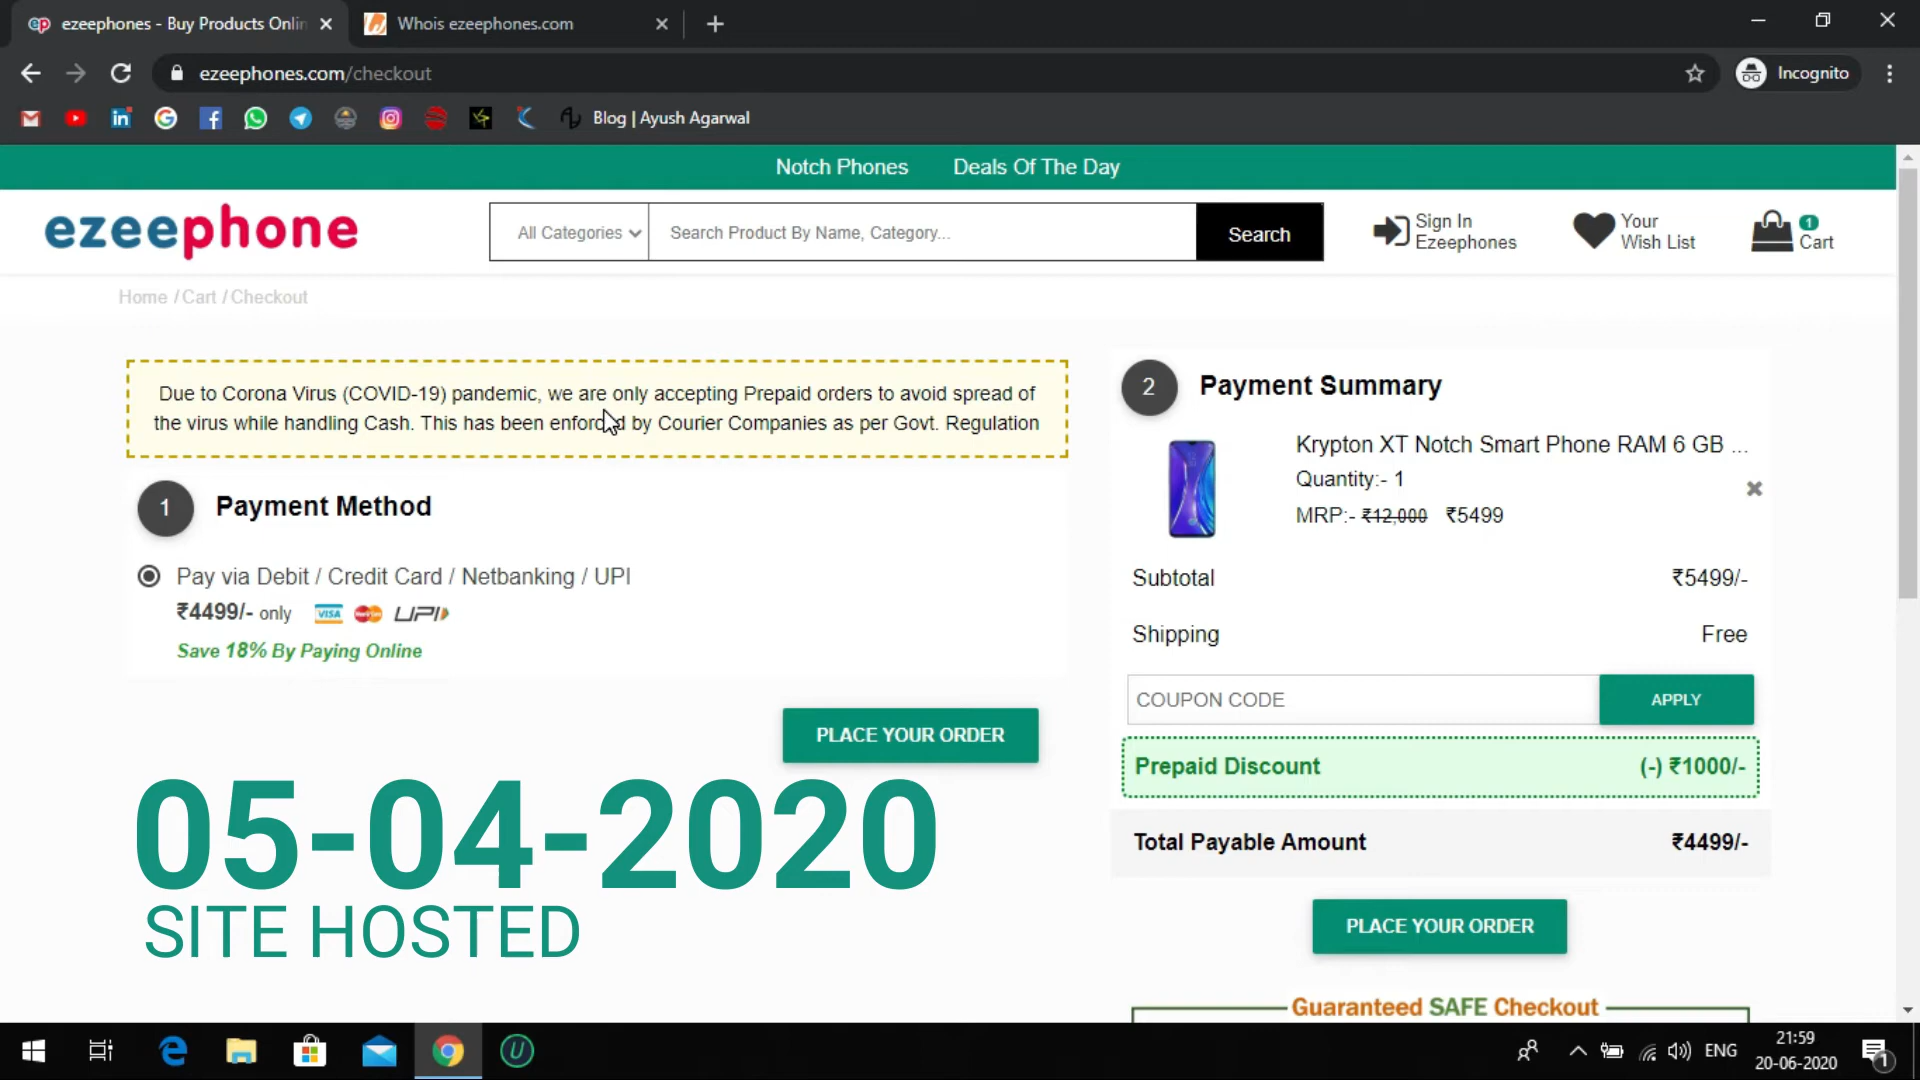 ezeephones - Buy Products Onlin
Whois ezeephones.com
ezeephones.com/checkout
Incognito
Blog | Ayush Agarwal
Notch Phones
Deals Of The Day
ezeephone
All Categories
Search Product By Name, Category...
Search
Sign In
Ezeephones
Your
Wish List
1
Cart
Home / Cart / Checkout
Due to Corona Virus (COVID-19) pandemic, we are only accepting Prepaid orders to avoid spread of
the virus while handling Cash. This has been enforced by Courier Companies as per Govt. Regulation
1 Payment Method
Pay via Debit / Credit Card / Netbanking / UPI
₹4499/- only VISA UPI
Save 18% By Paying Online
PLACE YOUR ORDER
05-04-2020
SITE HOSTED
2 Payment Summary
Krypton XT Notch Smart Phone RAM 6 GB ...
Quantity:- 1
MRP:- ₹12,000 ₹5499
Subtotal ₹5499/-
Shipping Free
COUPON CODE
APPLY
Prepaid Discount (-) ₹1000/-
Total Payable Amount ₹4499/-
PLACE YOUR ORDER
Guaranteed SAFE Checkout
ENG
21:59
20-06-2020
1